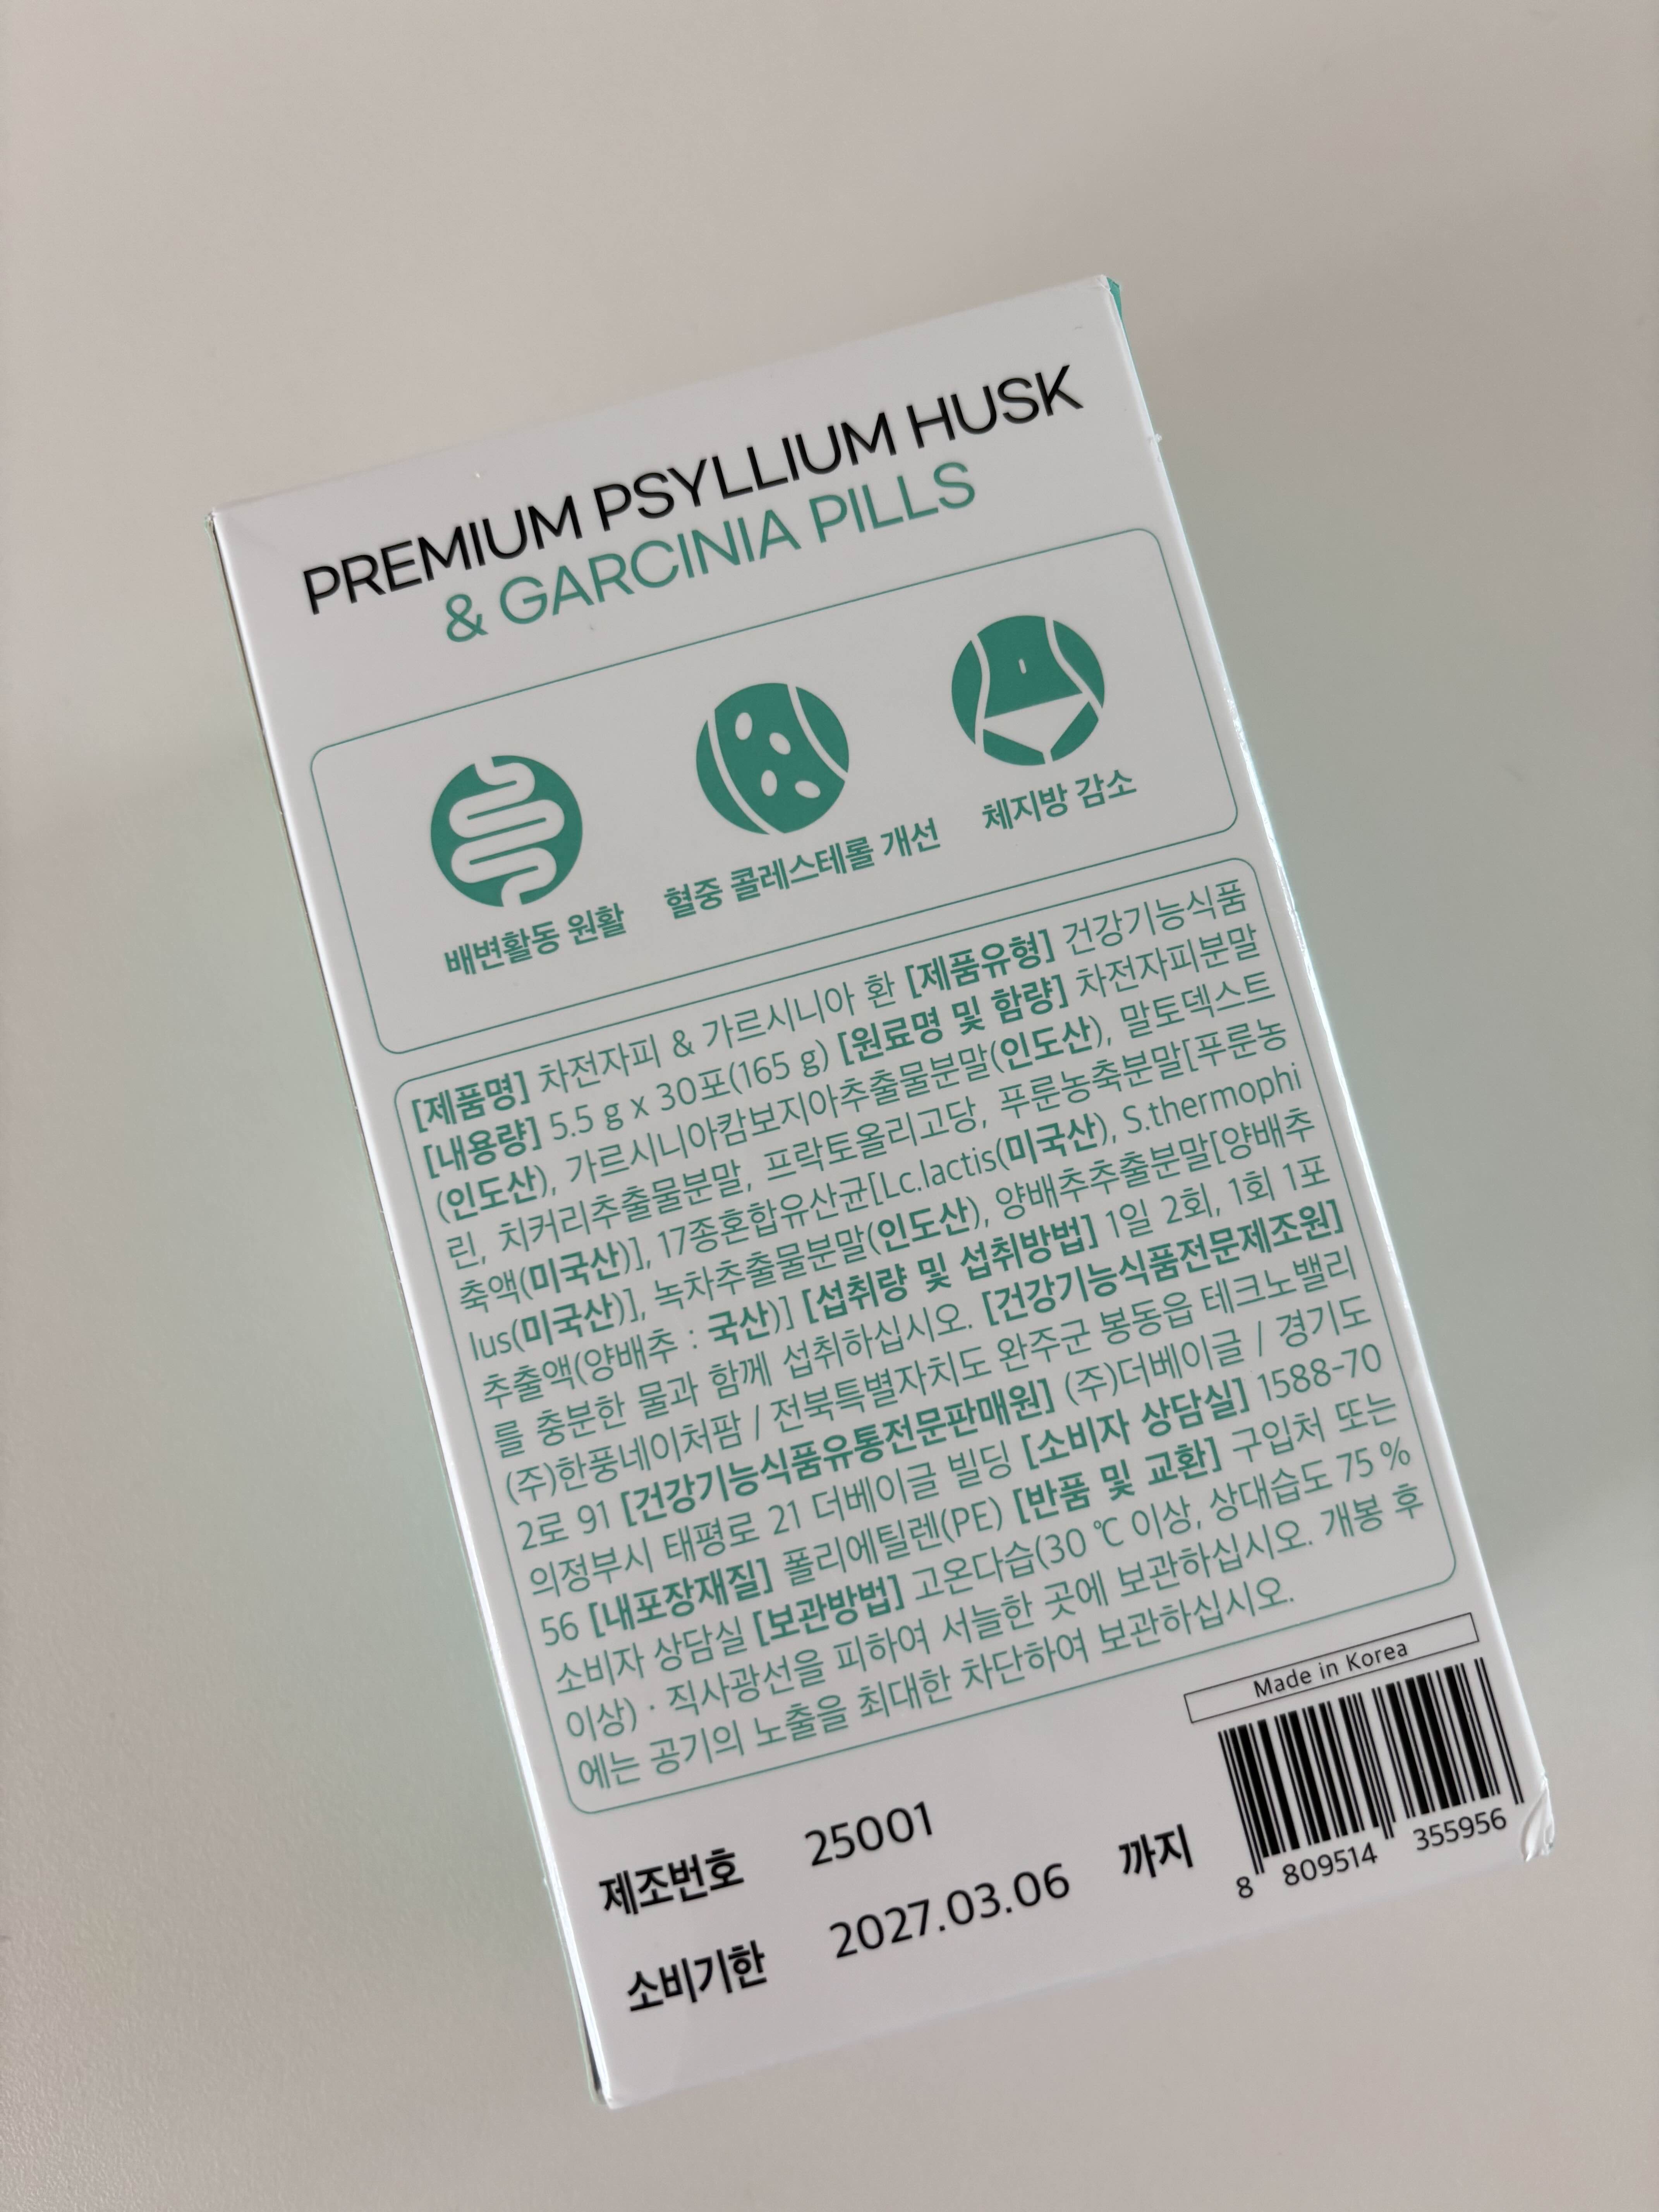 PREMIUM PSYLLIUM HUSK
& GARCINIA PILLS
배변활동 원활
혈중 콜레스테롤 개선
체지방 감소
[제품명] 차전자피 & 가르시니아 환 [제품유형] 건강기능식품
[내용량] 5.5 g x 30포(165 g) [원료명 및 함량] 차전자피분말
(인도산), 가르시니아캄보지아추출물분말(인도산), 말토덱스트
린, 치커리추출물분말, 프락토올리고당, 푸룬농축분말[푸룬농
축액(미국산)], 17종혼합유산균[Lc.lactis(미국산), S.thermophi
lus(미국산)], 녹차추출물분말(인도산), 양배추추출분말[양배추
추출액(양배추 : 국산)] [섭취량 및 섭취방법] 1일 2회, 1회 1포
를 충분한 물과 함께 섭취하십시오. [건강기능식품전문제조원]
(주)한풍네이처팜 / 전북특별자치도 완주군 봉동읍 테크노밸리
2로 91 [건강기능식품유통전문판매원] (주)더베이글 / 경기도
의정부시 태평로 21 더베이글 빌딩 [소비자 상담실] 1588-70
56 [내포장재질] 폴리에틸렌(PE) [반품 및 교환] 구입처 또는
소비자 상담실 [보관방법] 고온다습(30 ℃ 이상, 상대습도 75 %
이상) · 직사광선을 피하여 서늘한 곳에 보관하십시오. 개봉 후
에는 공기의 노출을 최대한 차단하여 보관하십시오.
Made in Korea
제조번호 25001
소비기한 2027.03.06 까지
8 809514 355956